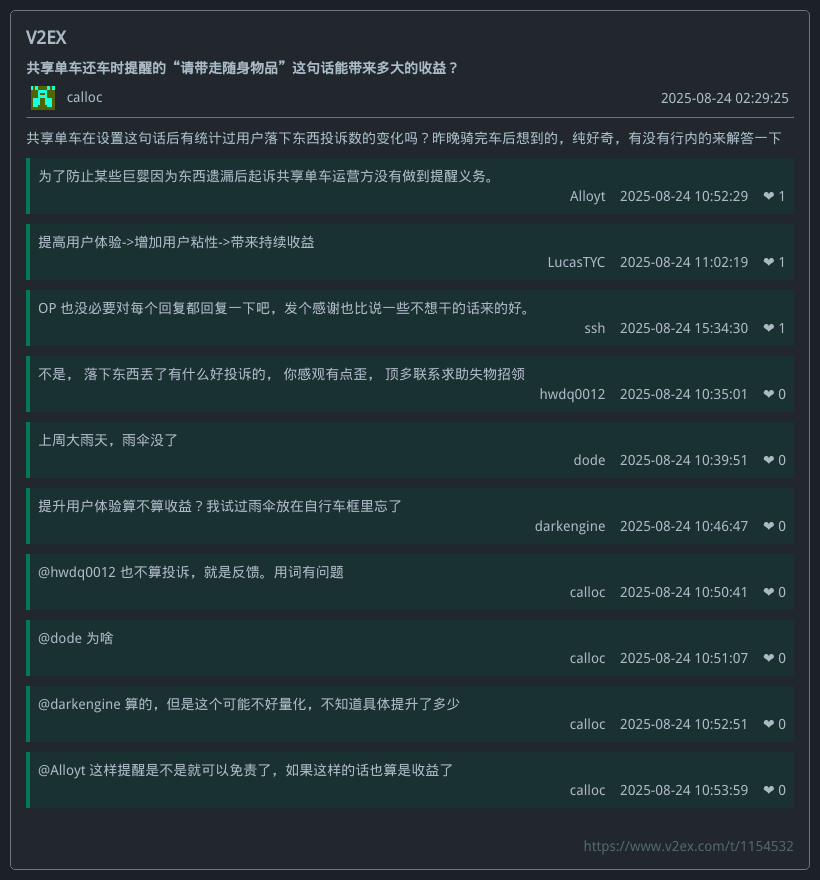 V2EX
共享单车还车时提醒的“请带走随身物品”这句话能带来多大的收益？
calloc 2025-08-24 02:29:25
共享单车在设置这句话后有统计过用户落下东西投诉数的变化吗？昨晚骑完车后想到的，纯好奇，有没有行内的来解答一下
为了防止某些巨婴因为东西遗漏后起诉共享单车运营方没有做到提醒义务。
Alloyt 2025-08-24 10:52:29 ❤ 1
提高用户体验->增加用户粘性->带来持续收益
LucasTYC 2025-08-24 11:02:19 ❤ 1
OP 也没必要对每个回复都回复一下吧，发个感谢也比说一些不想干的话来的好。
ssh 2025-08-24 15:34:30 ❤ 1
不是， 落下东西丢了有什么好投诉的， 你感观有点歪， 顶多联系求助失物招领
hwdq0012 2025-08-24 10:35:01 ❤ 0
上周大雨天，雨伞没了
dode 2025-08-24 10:39:51 ❤ 0
提升用户体验算不算收益？我试过雨伞放在自行车框里忘了
darkengine 2025-08-24 10:46:47 ❤ 0
@hwdq0012 也不算投诉，就是反馈。用词有问题
calloc 2025-08-24 10:50:41 ❤ 0
@dode 为啥
calloc 2025-08-24 10:51:07 ❤ 0
@darkengine 算的，但是这个可能不好量化，不知道具体提升了多少
calloc 2025-08-24 10:52:51 ❤ 0
@Alloyt 这样提醒是不是就可以免责了，如果这样的话也算是收益了
calloc 2025-08-24 10:53:59 ❤ 0
https://www.v2ex.com/t/1154532